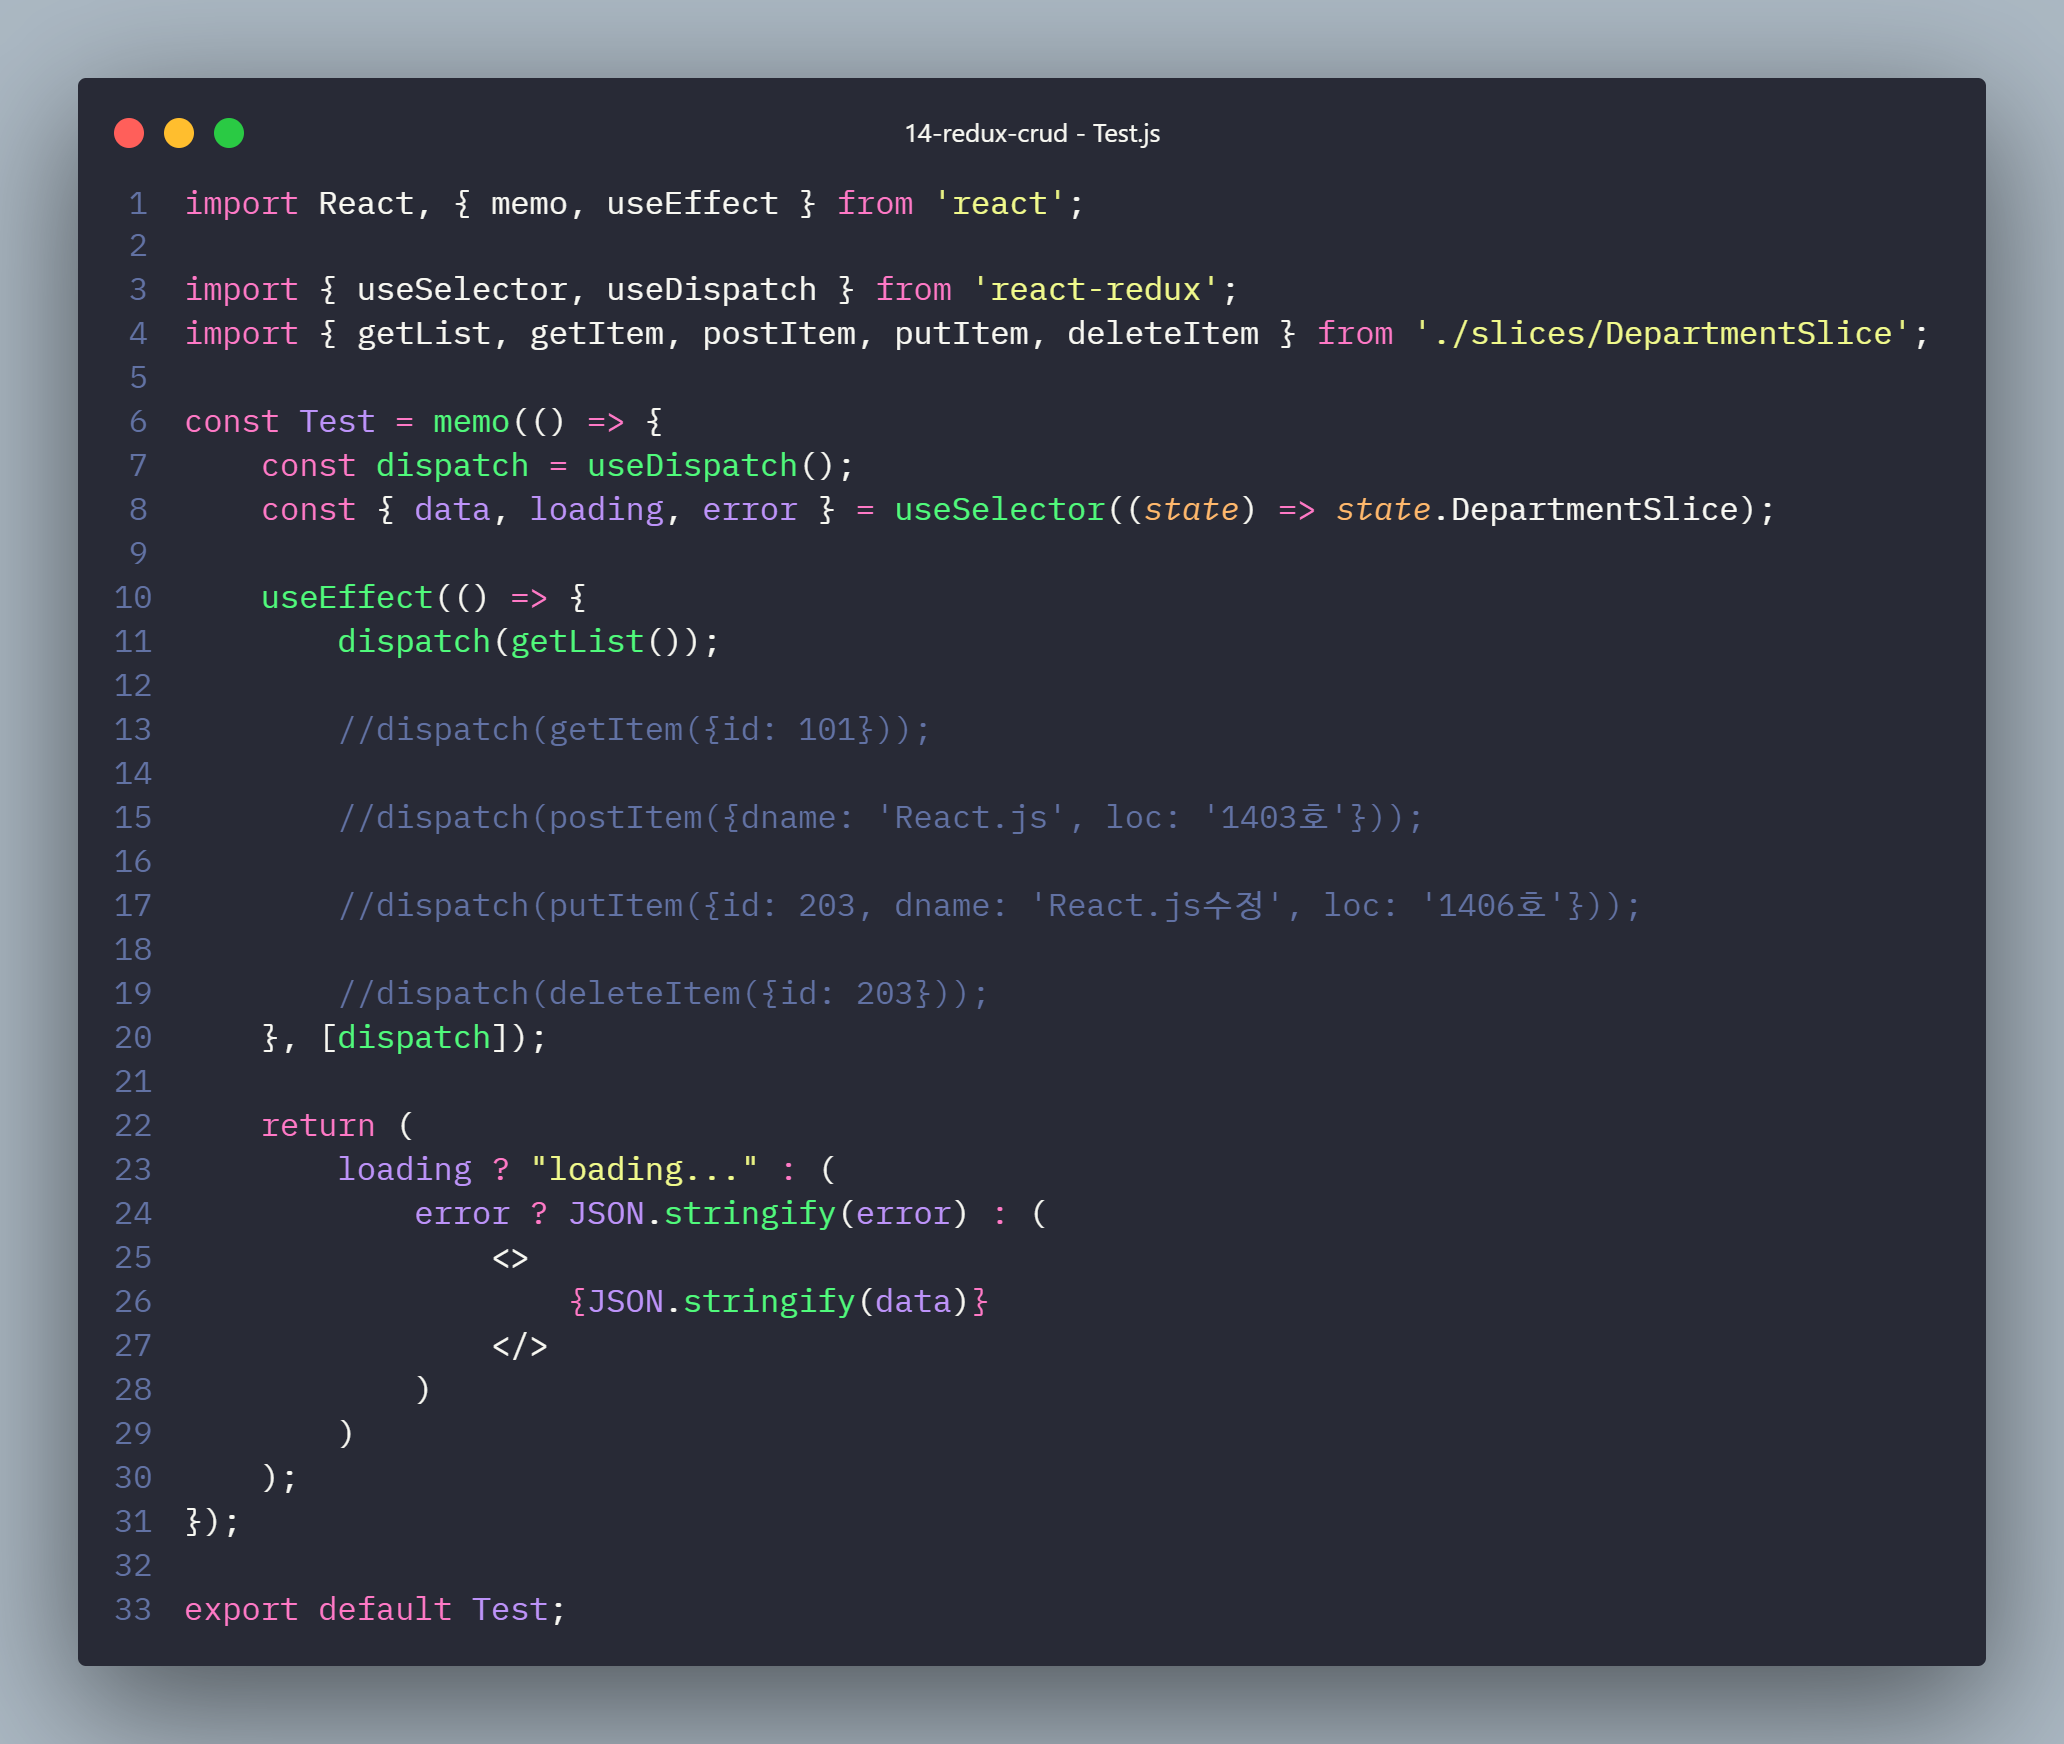 14-redux-crud - Test.js
1 import React, { memo, useEffect } from 'react';
2
3 import { useSelector, useDispatch } from 'react-redux';
4 import { getList, getItem, postItem, putItem, deleteItem } from './slices/DepartmentSlice';
5
6 const Test = memo(() => {
7     const dispatch = useDispatch();
8     const { data, loading, error } = useSelector((state) => state.DepartmentSlice);
9
10     useEffect(() => {
11         dispatch(getList());
12
13         //dispatch(getItem({id: 101}));
14
15         //dispatch(postItem({dname: 'React.js', loc: '1403호'}));
16
17         //dispatch(putItem({id: 203, dname: 'React.js수정', loc: '1406호'}));
18
19         //dispatch(deleteItem({id: 203}));
20     }, [dispatch]);
21
22     return (
23         loading ? "loading..." : (
24             error ? JSON.stringify(error) : (
25                 <>
26                     {JSON.stringify(data)}
27                 </>
28             )
29         )
30     );
31 });
32
33 export default Test;